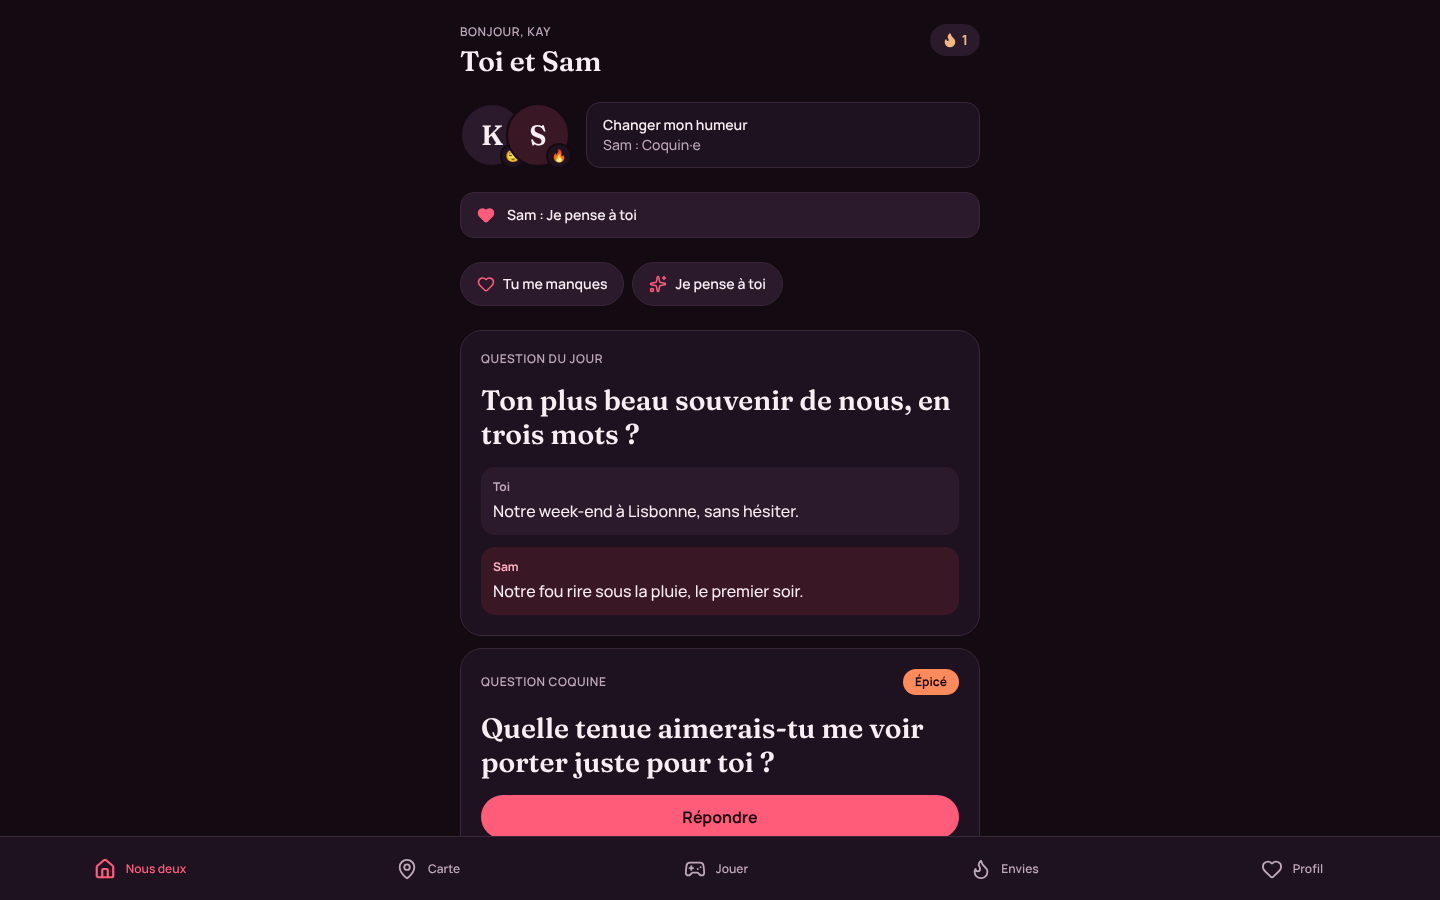 BONJOUR, KAY
Toi et Sam
1
K
S
Changer mon humeur
Sam : Coquin·e
Sam : Je pense à toi
Tu me manques
Je pense à toi
QUESTION DU JOUR
Ton plus beau souvenir de nous, en
trois mots ?
Toi
Notre week-end à Lisbonne, sans hésiter.
Sam
Notre fou rire sous la pluie, le premier soir.
QUESTION COQUINE
Épicé
Quelle tenue aimerais-tu me voir
porter juste pour toi ?
Répondre
Nous deux
Carte
Jouer
Envies
Profil